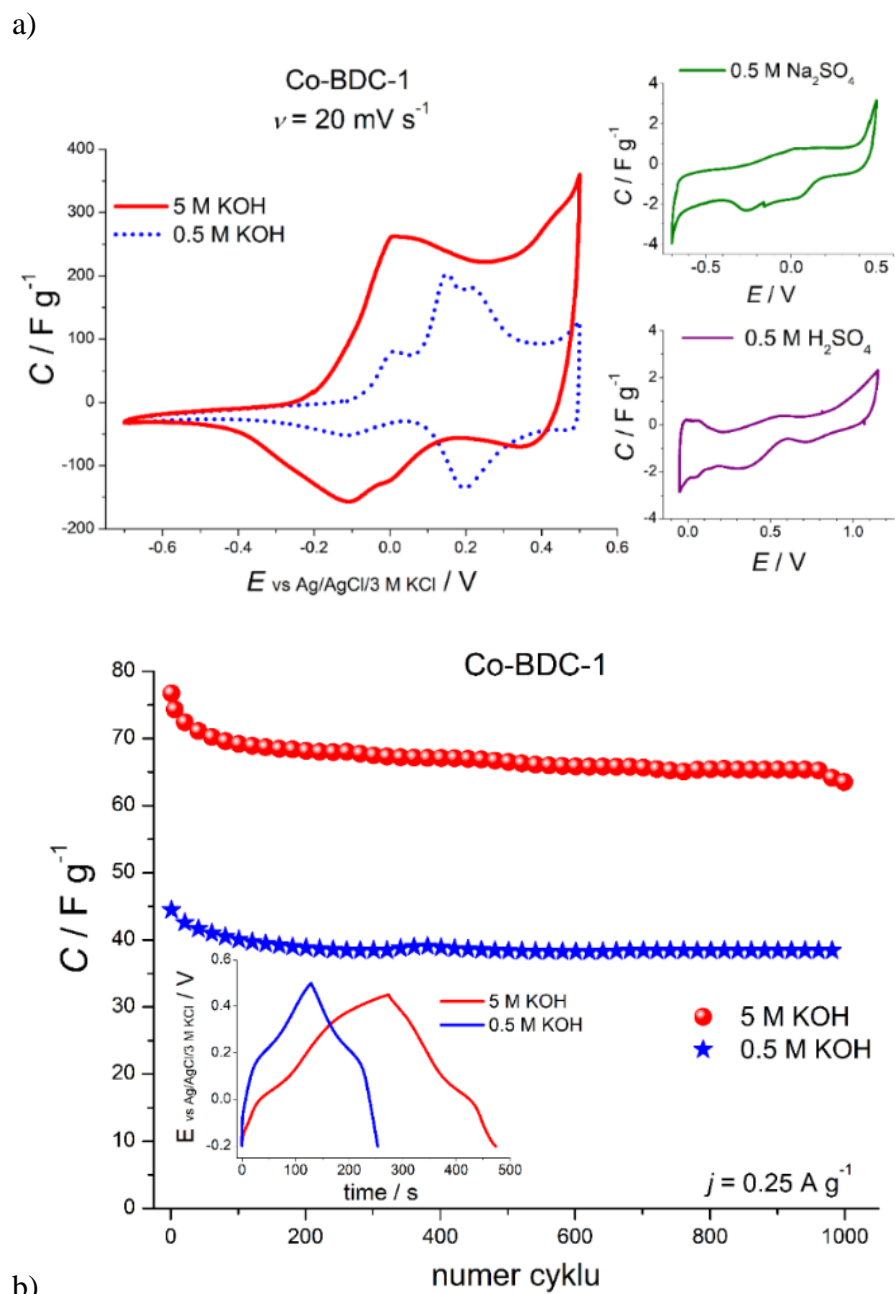 a)
Co-BDC-1
ν = 20 mV s⁻¹
5 M KOH
0.5 M KOH
C / F g⁻¹
400
300
200
100
0
-100
-200
-0.6
-0.4
-0.2
0.0
0.2
0.4
0.6
E vs Ag/AgCl/3 M KCl / V
0.5 M Na₂SO₄
C / F g⁻¹
4
2
0
-2
-4
-0.5
0.0
0.5
E / V
0.5 M H₂SO₄
C / F g⁻¹
4
2
0
-2
-4
0.0
0.5
1.0
E / V
Co-BDC-1
C / F g⁻¹
80
70
60
50
40
30
20
10
0
E vs Ag/AgCl/3 M KCl / V
0.6
0.4
0.2
0.0
-0.2
5 M KOH
0.5 M KOH
0
100
200
300
400
500
time / s
5 M KOH
0.5 M KOH
j = 0.25 A g⁻¹
0
200
400
600
800
1000
numer cyklu
b)